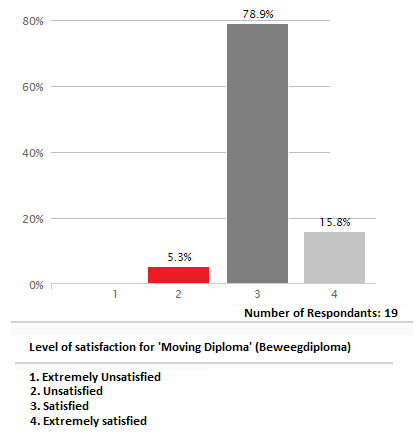 80%
78.9%
60%
40%
20%
15.8%
5.3%
0%
1 2 3 4
Number of Respondants: 19
Level of satisfaction for 'Moving Diploma' (Beweegdiploma)
1. Extremely Unsatisfied
2. Unsatisfied
3. Satisfied
4. Extremely satisfied